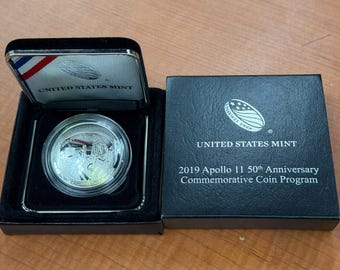 UNITED STATES MINT
UNITED STATES MINT
2019 Apollo 11 50th Anniversary
Commemorative Coin Program